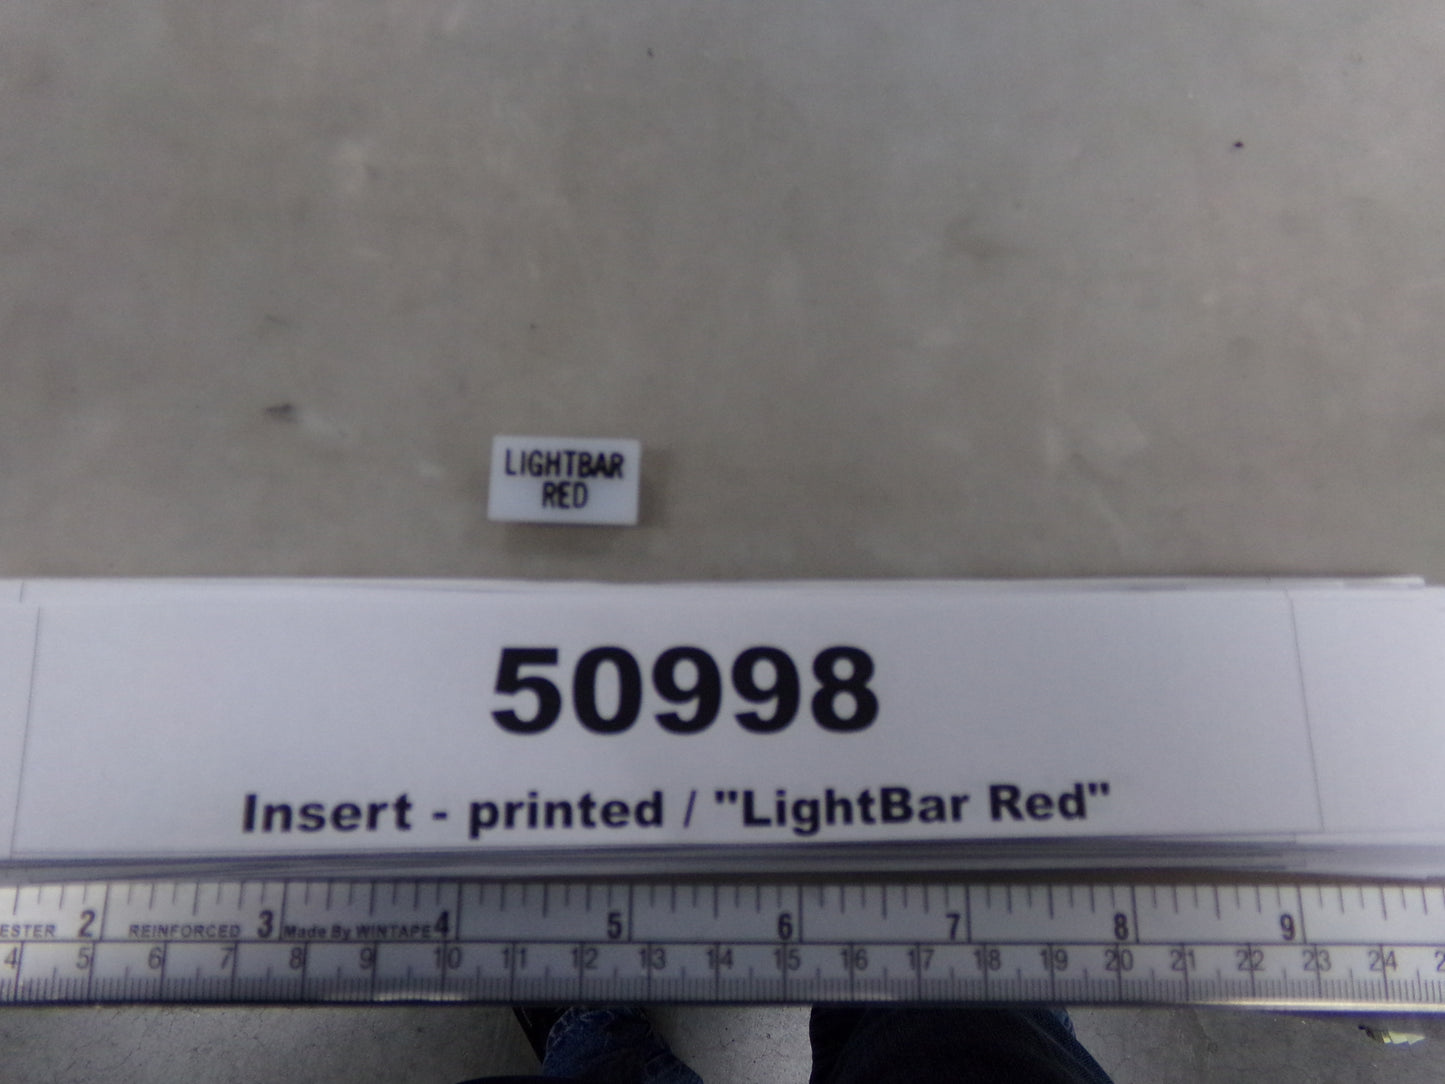 LIGHTBAR
RED
50998
Insert - printed / "LightBar Red"
ESTER 2 REINFORCED 3 Made By WINTAPE 4 5 6 7 8 9
4 5 6 7 8 9 10 11 12 13 14 15 16 17 18 19 20 21 22 23 24 2